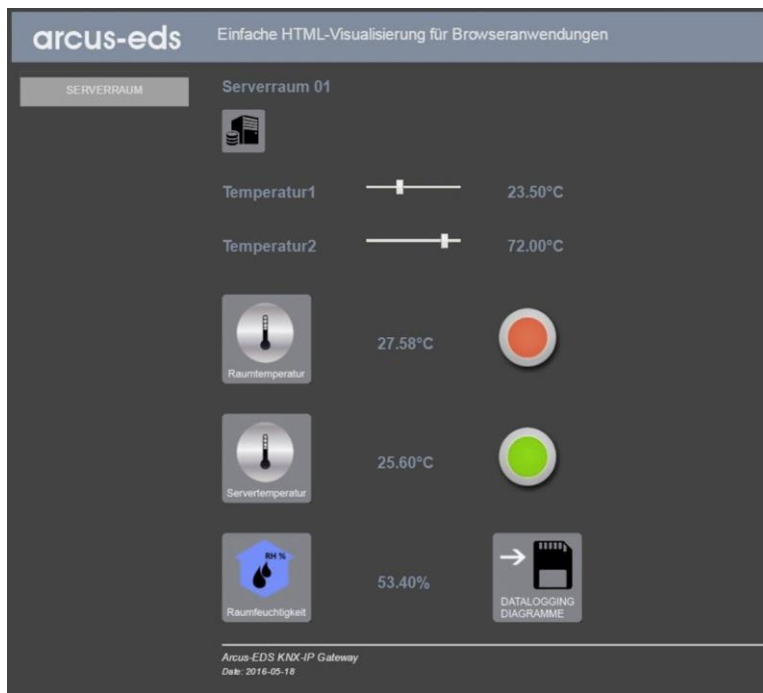 arcus-eds
Einfache HTML-Visualisierung für Browseranwendungen
SERVERRAUM
Serverraum 01
Temperatur1 23.50°C
Temperatur2 72.00°C
Raumtemperatur
27.58°C
Servertemperatur
25.60°C
RH %
Raumfeuchtigkeit
53.40%
DATALOGGING
DIAGRAMME
Arcus-EDS KNX-IP Gateway
Date: 2016-05-18